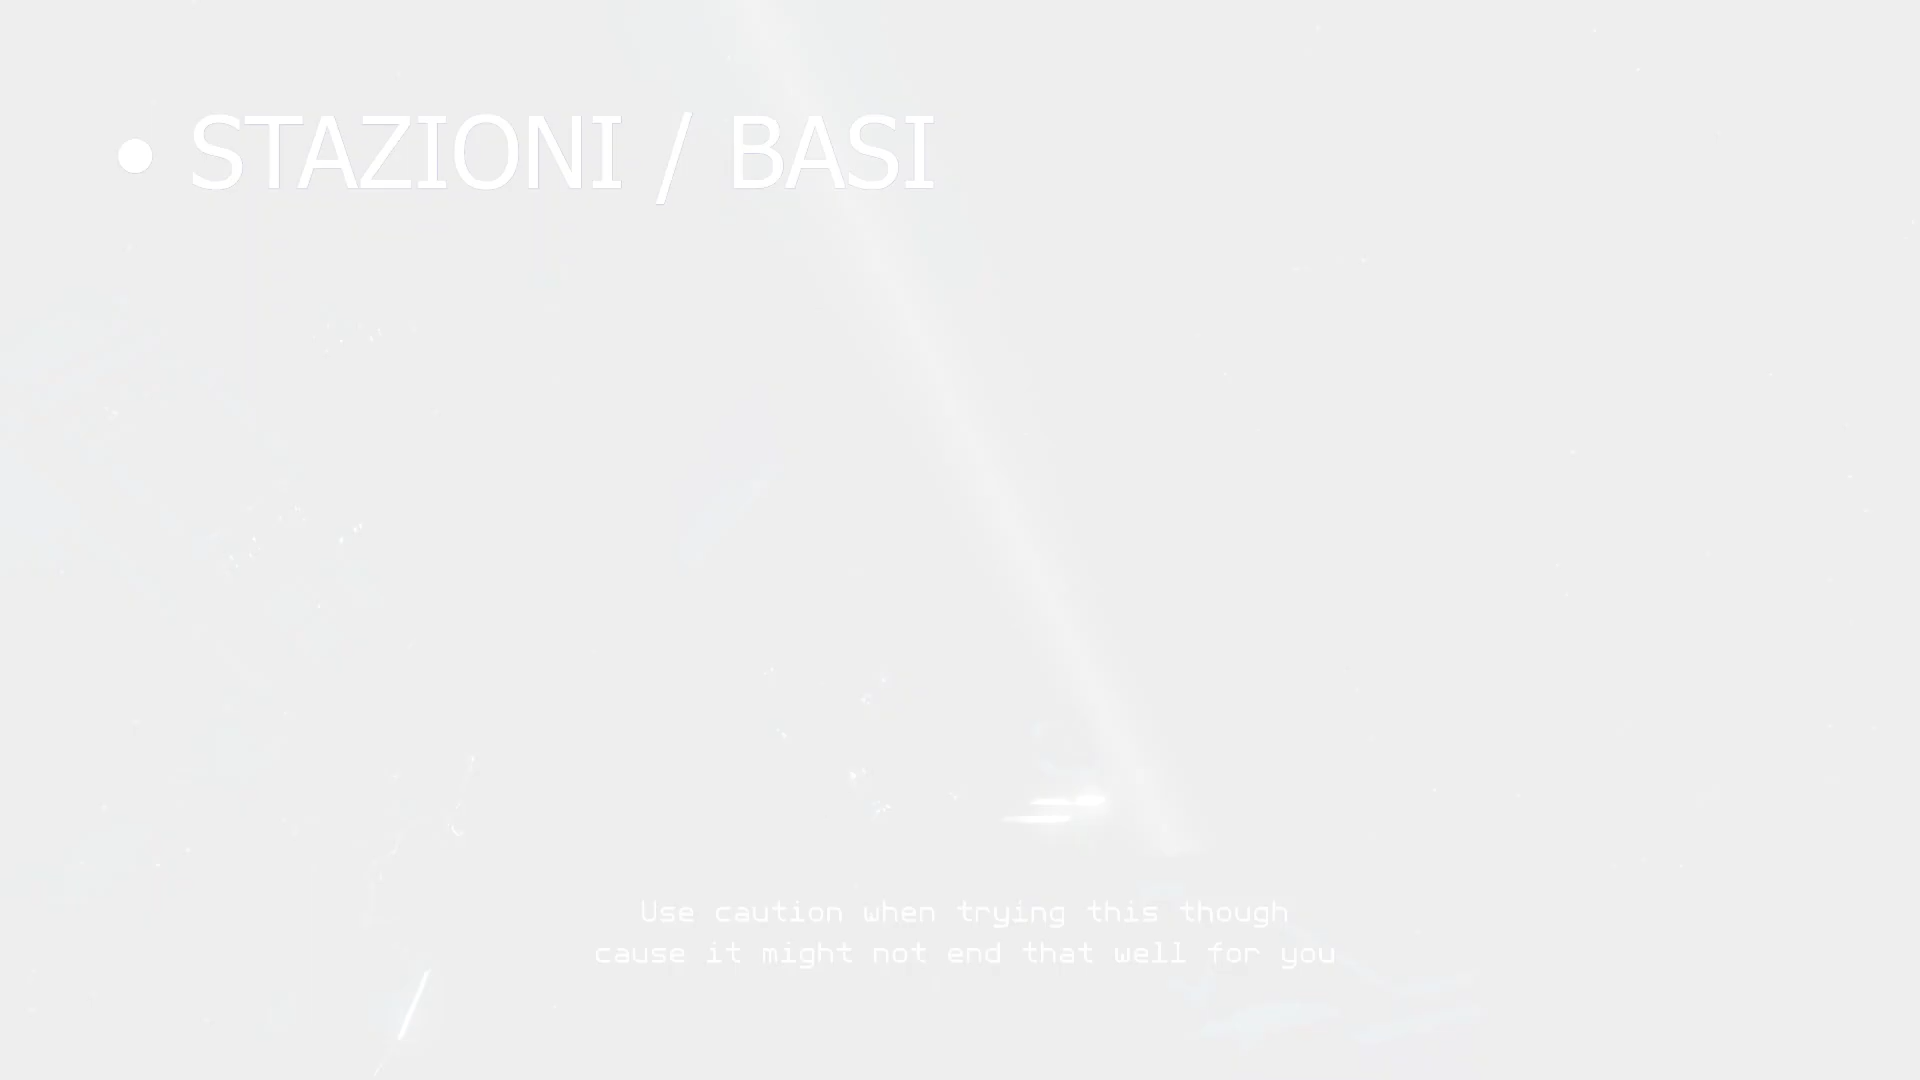 • STAZIONI / BASI
Use caution when trying this though
cause it might not end that well for you